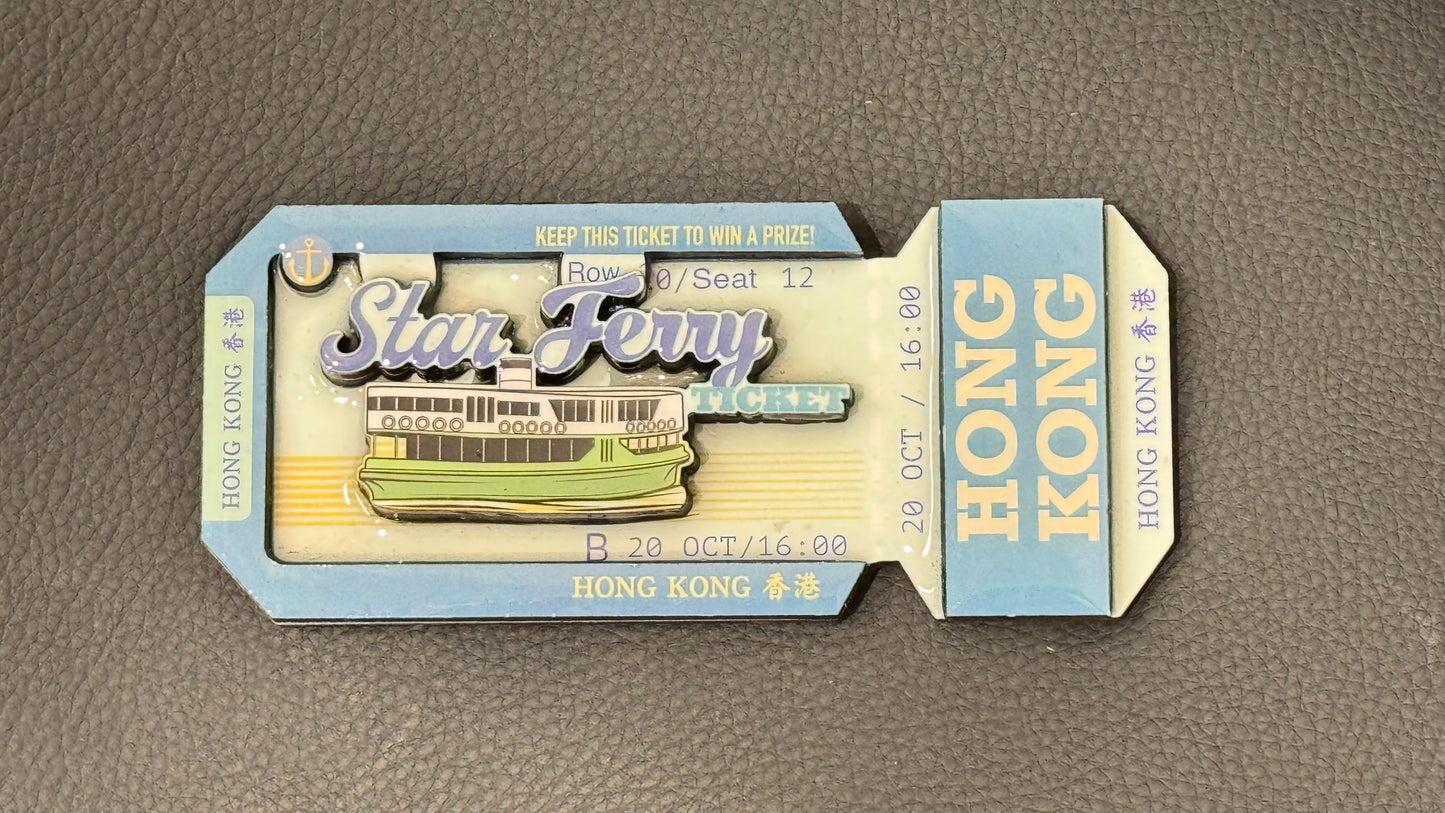 KEEP THIS TICKET TO WIN A PRIZE!
Row 0/Seat 12
Star Ferry
TICKET
B 20 OCT/16:00
HONG KONG 香港
HONG KONG 香港
20 OCT / 16:00
HONG
KONG
HONG KONG 香港